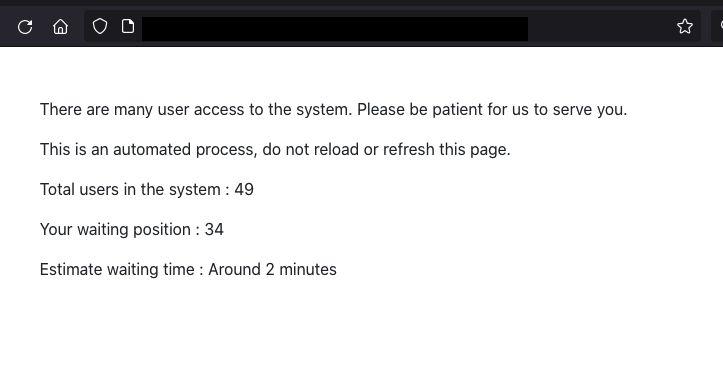 There are many user access to the system. Please be patient for us to serve you.
This is an automated process, do not reload or refresh this page.
Total users in the system : 49
Your waiting position : 34
Estimate waiting time : Around 2 minutes